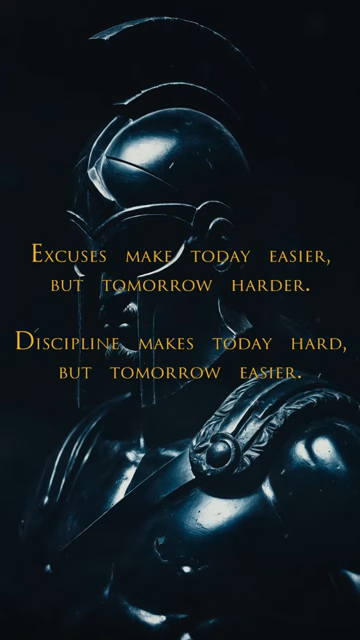 Excuses make today easier,
but tomorrow harder.
Discipline makes today hard,
but tomorrow easier.